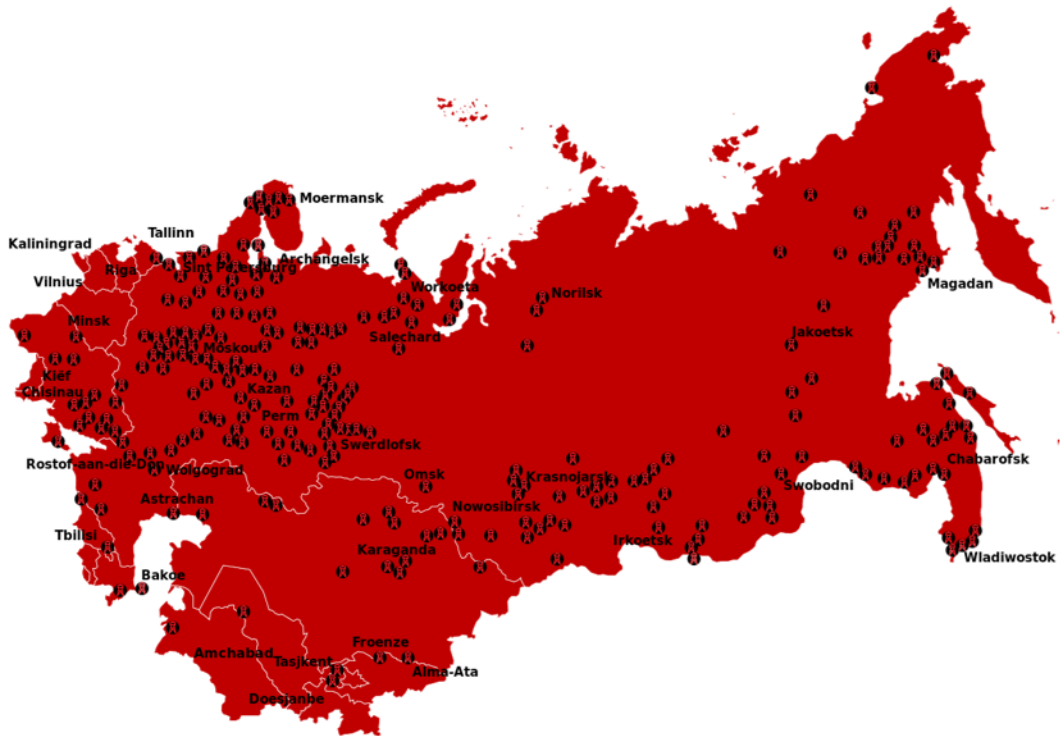 Moermansk
Tallinn
Kaliningrad
Archangelsk
Sint Petersburg
Riga
Vilnius
Workoeta
Norilsk
Magadan
Minsk
Salechard
Jakoetsk
Moskou
Kiëf
Kazan
Chisinau
Perm
Swerdlofsk
Chabarofsk
Rostof-aan-die-Don
Wolgograd
Omsk
Krasnojarsk
Swobodni
Astrachan
Nowosibirsk
Tbilisi
Irkoetsk
Karaganda
Wladiwostok
Bakoe
Froenze
Amchabad
Tasjkent
Alma-Ata
Doesjanbe